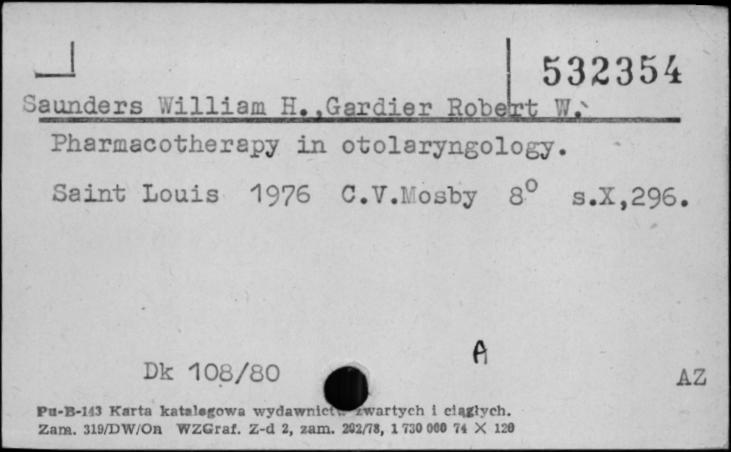 532354
Saunders William H.,Gardier Robert W.
Pharmacotherapy in otolaryngology.
Saint Louis 1976 C.V.Mosby 8° s.X,296.
A
Dk 108/80
AZ
Pu-B-143 Karta katalogowa wydawnictw zwartych i ciągłych.
Zam. 319/DW/On WZGraf. Z-d 2, zam. 202/78, 1 730 000 74 X 120